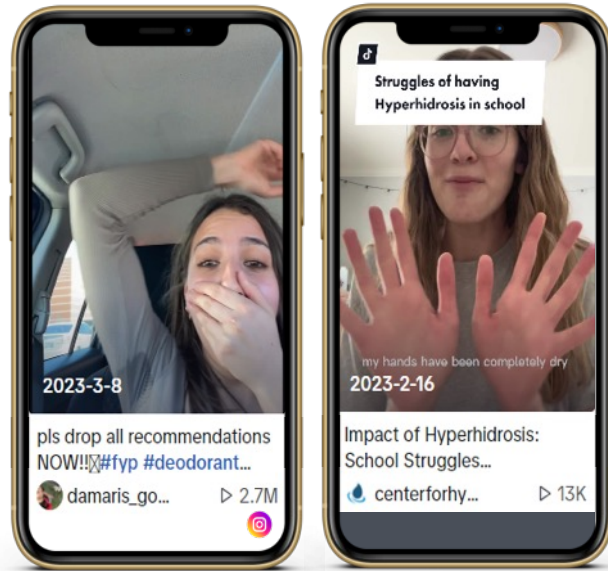 2023-3-8
pls drop all recommendations
NOW!!#fyp #deodorant...
damaris_go...
2.7M
Struggles of having
Hyperhidrosis in school
my hands have been completely dry
2023-2-16
Impact of Hyperhidrosis:
School Struggles...
centerforhy...
13K